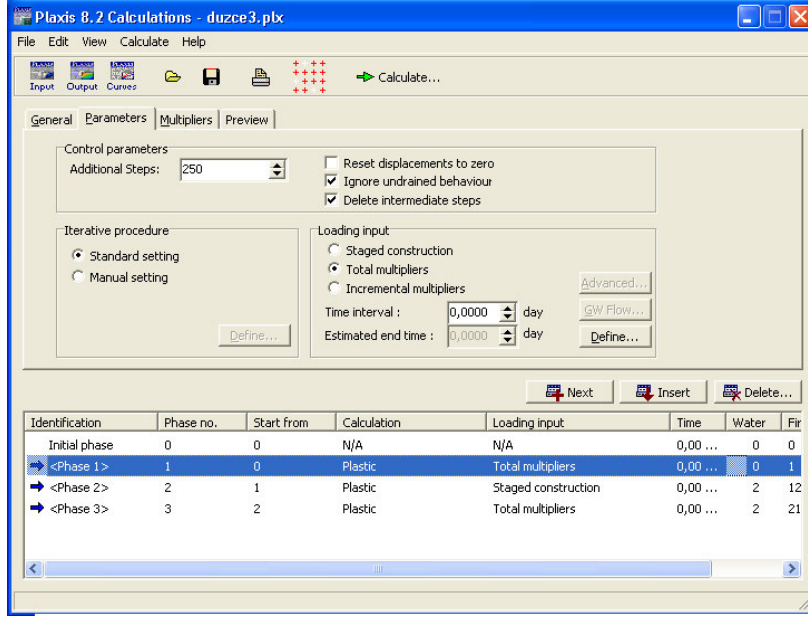 Plaxis 8.2 Calculations - duzce3.plx
File Edit View Calculate Help
Input Output Curves Calculate...
General Parameters Multipliers Preview
Control parameters
Additional Steps: 250
Reset displacements to zero
Ignore undrained behaviour
Delete intermediate steps
Iterative procedure
Standard setting
Manual setting
Define...
Loading input
Staged construction
Total multipliers
Incremental multipliers
Advanced...
Time interval : 0,0000 day GW Flow...
Estimated end time : 0,0000 day Define...
Next Insert Delete...
Identification Phase no. Start from Calculation Loading input Time Water Fir
Initial phase 0 0 N/A N/A 0,00 ... 0 0
<Phase 1> 1 0 Plastic Total multipliers 0,00 ... 0 1
<Phase 2> 2 1 Plastic Staged construction 0,00 ... 2 12
<Phase 3> 3 2 Plastic Total multipliers 0,00 ... 2 21